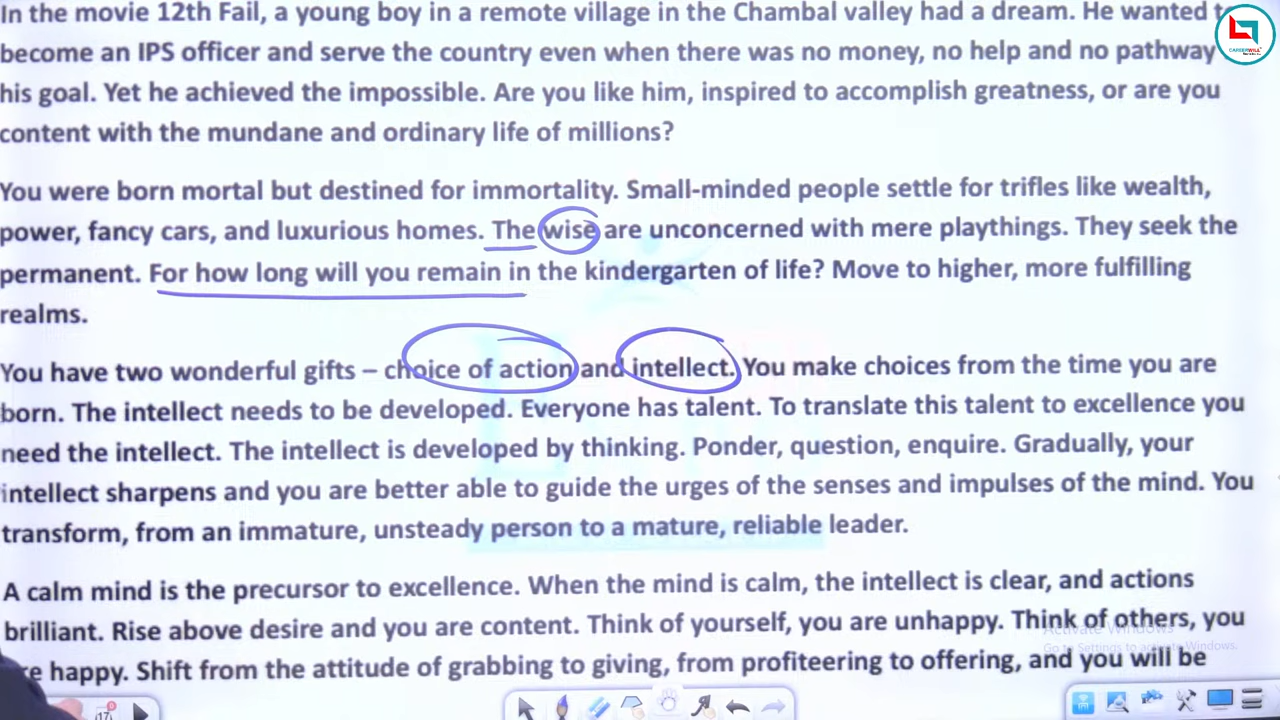 In the movie 12th Fail, a young boy in a remote village in the Chambal valley had a dream. He wanted
become an IPS officer and serve the country even when there was no money, no help and no pathway
his goal. Yet he achieved the impossible. Are you like him, inspired to accomplish greatness, or are you
content with the mundane and ordinary life of millions?
You were born mortal but destined for immortality. Small-minded people settle for trifles like wealth,
power, fancy cars, and luxurious homes. The wise are unconcerned with mere playthings. They seek the
permanent. For how long will you remain in the kindergarten of life? Move to higher, more fulfilling
realms.
You have two wonderful gifts – choice of action and intellect. You make choices from the time you are
born. The intellect needs to be developed. Everyone has talent. To translate this talent to excellence you
need the intellect. The intellect is developed by thinking. Ponder, question, enquire. Gradually, your
intellect sharpens and you are better able to guide the urges of the senses and impulses of the mind. You
transform, from an immature, unsteady person to a mature, reliable leader.
A calm mind is the precursor to excellence. When the mind is calm, the intellect is clear, and actions
brilliant. Rise above desire and you are content. Think of yourself, you are unhappy. Think of others, you
happy. Shift from the attitude of grabbing to giving, from profiteering to offering, and you will be
Activate Windows
Go to Settings to activate Windows.
CAREERWILL
17